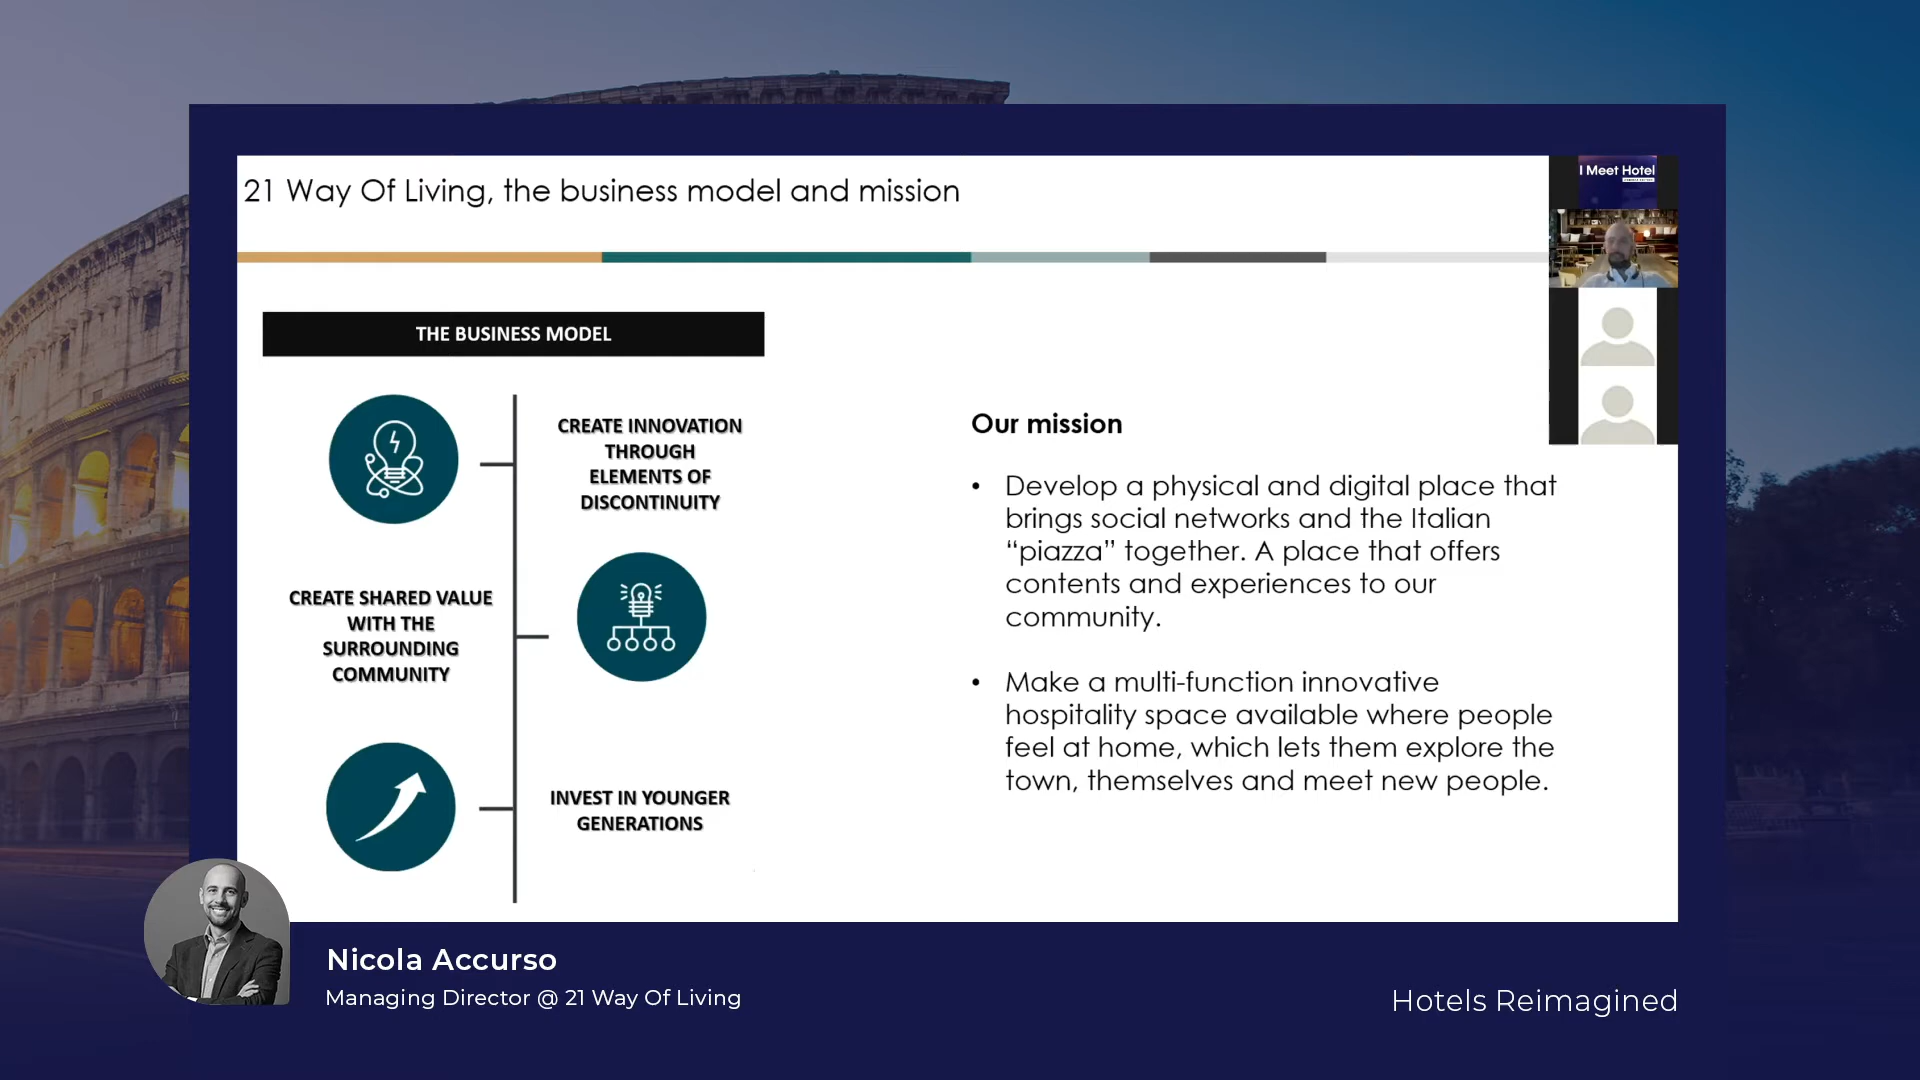 21 Way Of Living, the business model and mission
I Meet Hotel
THE BUSINESS MODEL
CREATE INNOVATION
THROUGH
ELEMENTS OF
DISCONTINUITY
CREATE SHARED VALUE
WITH THE
SURROUNDING
COMMUNITY
INVEST IN YOUNGER
GENERATIONS
Our mission
• Develop a physical and digital place that
brings social networks and the Italian
“piazza” together. A place that offers
contents and experiences to our
community.
• Make a multi-function innovative
hospitality space available where people
feel at home, which lets them explore the
town, themselves and meet new people.
Nicola Accurso
Managing Director @ 21 Way Of Living
Hotels Reimagined